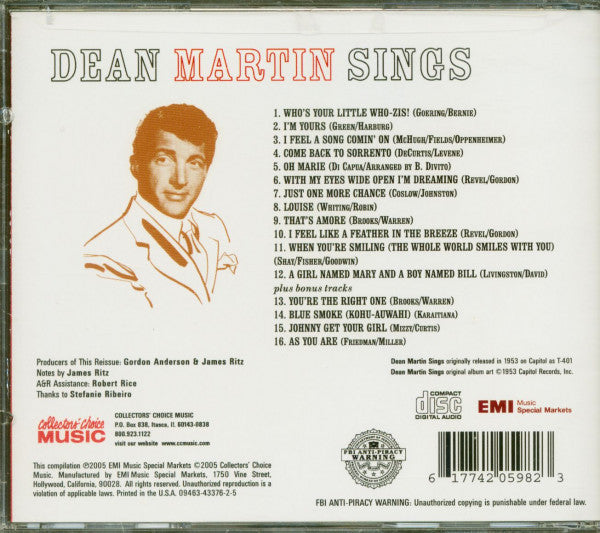 DEAN MARTIN SINGS
1. WHO'S YOUR LITTLE WHO-ZIS! (GOERING/BERNIE)
2. I'M YOURS (GREEN/HARBURG)
3. I FEEL A SONG COMIN' ON (MCHUGH/FIELDS/OPPENHEIMER)
4. COME BACK TO SORRENTO (DECURTIS/LEVENE)
5. OH MARIE (DI CAPUA/ARRANGED BY B. DIVITO)
6. WITH MY EYES WIDE OPEN I'M DREAMING (REVEL/GORDON)
7. JUST ONE MORE CHANCE (COSLOW/JOHNSTON)
8. LOUISE (WHITING/ROBIN)
9. THAT'S AMORE (BROOKS/WARREN)
10. I FEEL LIKE A FEATHER IN THE BREEZE (REVEL/GORDON)
11. WHEN YOU'RE SMILING (THE WHOLE WORLD SMILES WITH YOU)
(SHAY/FISHER/GOODWIN)
12. A GIRL NAMED MARY AND A BOY NAMED BILL (LIVINGSTON/DAVID)
plus bonus tracks
13. YOU'RE THE RIGHT ONE (BROOKS/WARREN)
14. BLUE SMOKE (KOHU-AUWAHI) (KARAITIANA)
15. JOHNNY GET YOUR GIRL (MIZZY/CURTIS)
16. AS YOU ARE (FRIEDMAN/MILLER)
Producers of This Reissue: Gordon Anderson & James Ritz
Notes by James Ritz
A&R Assistance: Robert Rice
Thanks to Stefanie Ribeiro
Dean Martin Sings originally released in 1953 on Capitol as T-401
Dean Martin Sings original album art ©1953 Capitol Records, Inc.
Collectors' Choice
MUSIC
COLLECTORS' CHOICE MUSIC
P.O. Box 838, Itasca, IL 60143-0838
800.923.1122
visit our website www.ccmusic.com
COMPACT
disc
DIGITAL AUDIO
EMI Music
Special Markets
This compilation ℗2005 EMI Music Special Markets ©2005 Collectors' Choice
Music. Manufactured by EMI Music Special Markets, 1750 Vine Street,
Hollywood, California, 90028. All rights reserved. Unauthorized reproduction is a
violation of applicable laws. Printed in the U.S.A. 09463-43376-2-5
FBI ANTI-PIRACY
WARNING
6 17742 05982 3
FBI ANTI-PIRACY WARNING: Unauthorized copying is punishable under federal law.